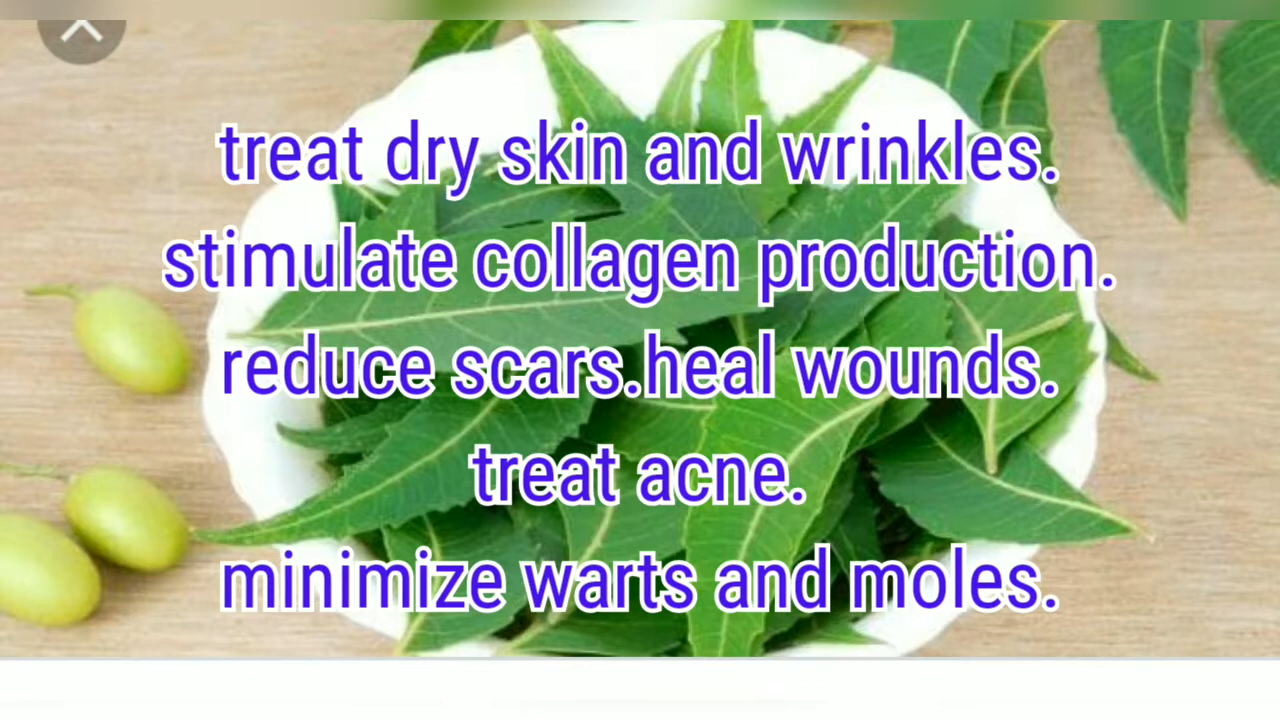 treat dry skin and wrinkles.
stimulate collagen production.
reduce scars.heal wounds.
treat acne.
minimize warts and moles.